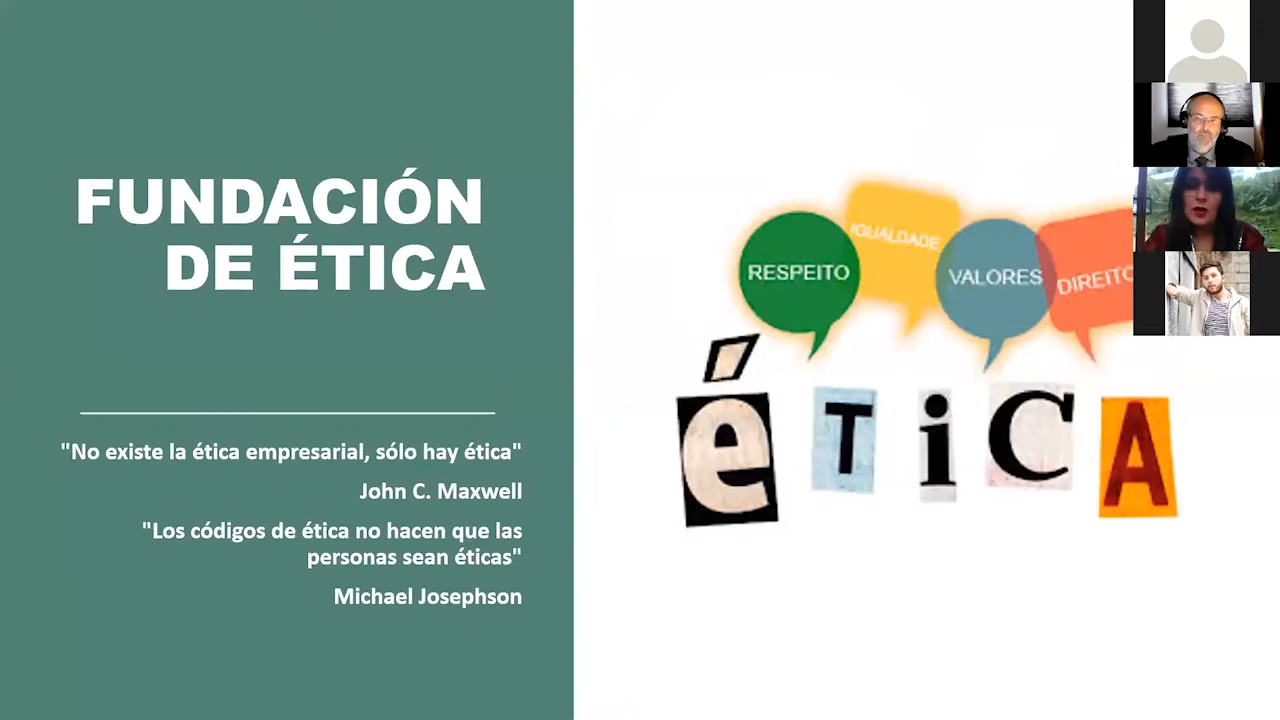 FUNDACIÓN
DE ÉTICA
"No existe la ética empresarial, sólo hay ética"
John C. Maxwell
"Los códigos de ética no hacen que las
personas sean éticas"
Michael Josephson
RESPEITO
IGUALDADE
VALORES
DIREITO
éTiCA